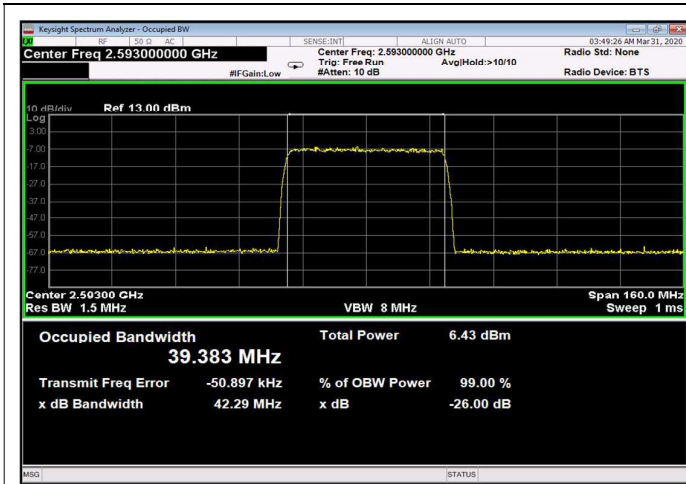 Keysight Spectrum Analyzer - Occupied BW
RF 50 Ω AC SENSE:INT ALIGN AUTO 03:49:26 AM Mar 31, 2020
Center Freq 2.593000000 GHz Center Freq: 2.593000000 GHz Radio Std: None
Trig: Free Run Avg|Hold:>10/10
#IFGain:Low #Atten: 10 dB Radio Device: BTS
10 dB/div Ref 13.00 dBm
Log
3.00
-7.00
-17.0
-27.0
-37.0
-47.0
-57.0
-67.0
-77.0
Center 2.59300 GHz Span 160.0 MHz
Res BW 1.5 MHz VBW 8 MHz Sweep 1 ms
Occupied Bandwidth Total Power 6.43 dBm
39.383 MHz
Transmit Freq Error -50.897 kHz % of OBW Power 99.00 %
x dB Bandwidth 42.29 MHz x dB -26.00 dB
MSG STATUS